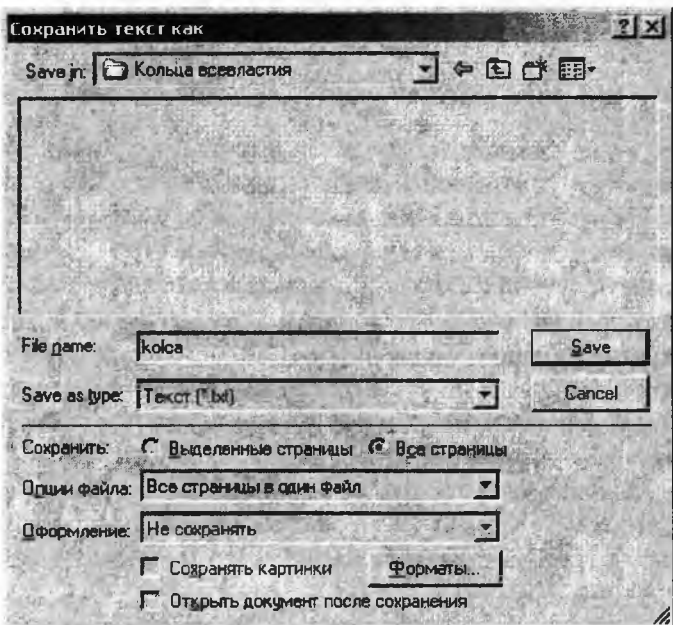 Сохранить текст как
Save in: Кольца всевластия
File name: kolca Save
Save as type: Текст (*.txt) Cancel
Сохранить: Выделенные страницы Все страницы
Опции файла: Все страницы в один файл
Оформление: Не сохранять
Сохранять картинки Форматы...
Открыть документ после сохранения